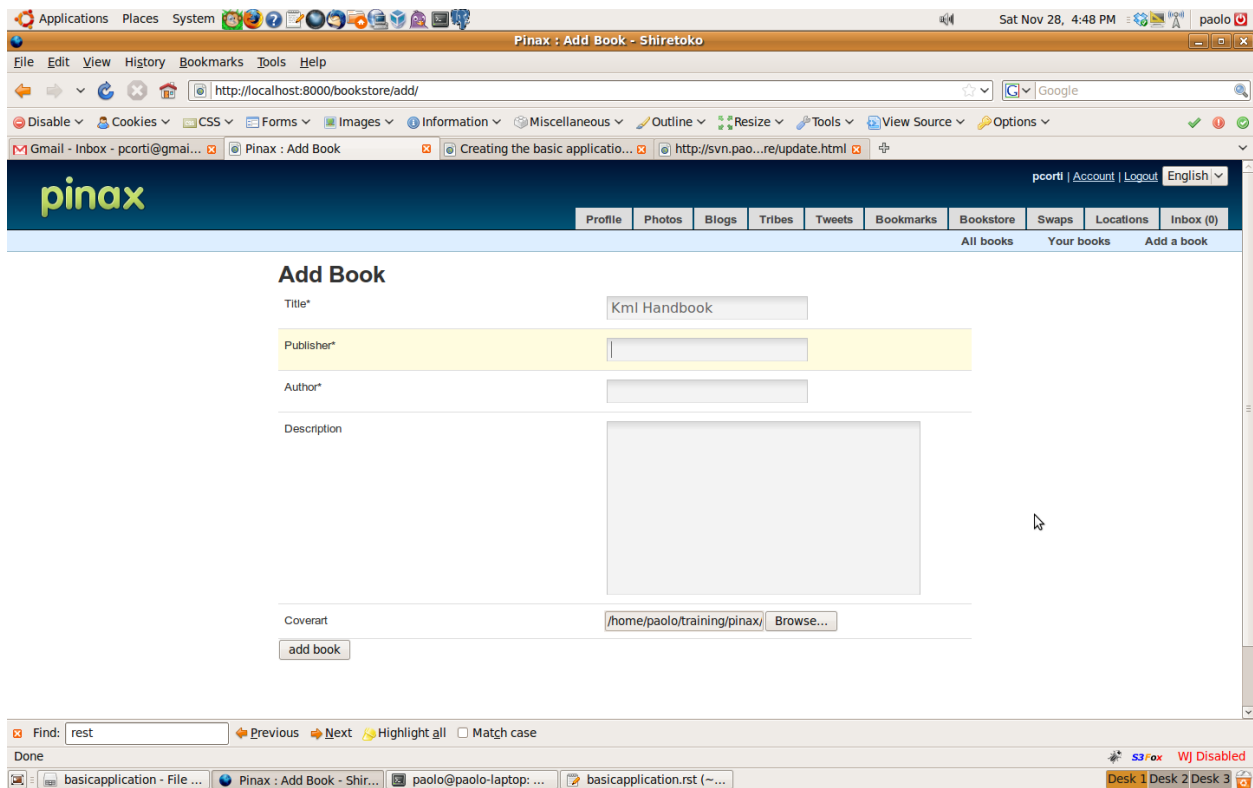 Applications Places System Sat Nov 28, 4:48 PM paolo
Pinax : Add Book - Shiretoko
File Edit View History Bookmarks Tools Help
http://localhost:8000/bookstore/add/ G Google
Disable Cookies CSS Forms Images Information Miscellaneous Outline Resize Tools View Source Options
Gmail - Inbox - pcorti@gmai... Pinax : Add Book Creating the basic applicatio... http://svn.pao...re/update.html
pcorti | Account | Logout English
pinax
Profile Photos Blogs Tribes Tweets Bookmarks Bookstore Swaps Locations Inbox (0)
All books Your books Add a book
Add Book
Title* Kml Handbook
Publisher*
Author*
Description
Coverart /home/paolo/training/pinax/ Browse...
add book
Find: rest Previous Next Highlight all Match case
Done S3Fox WJ Disabled
basicapplication - File ... Pinax : Add Book - Shir... paolo@paolo-laptop: ... basicapplication.rst (~... Desk 1 Desk 2 Desk 3